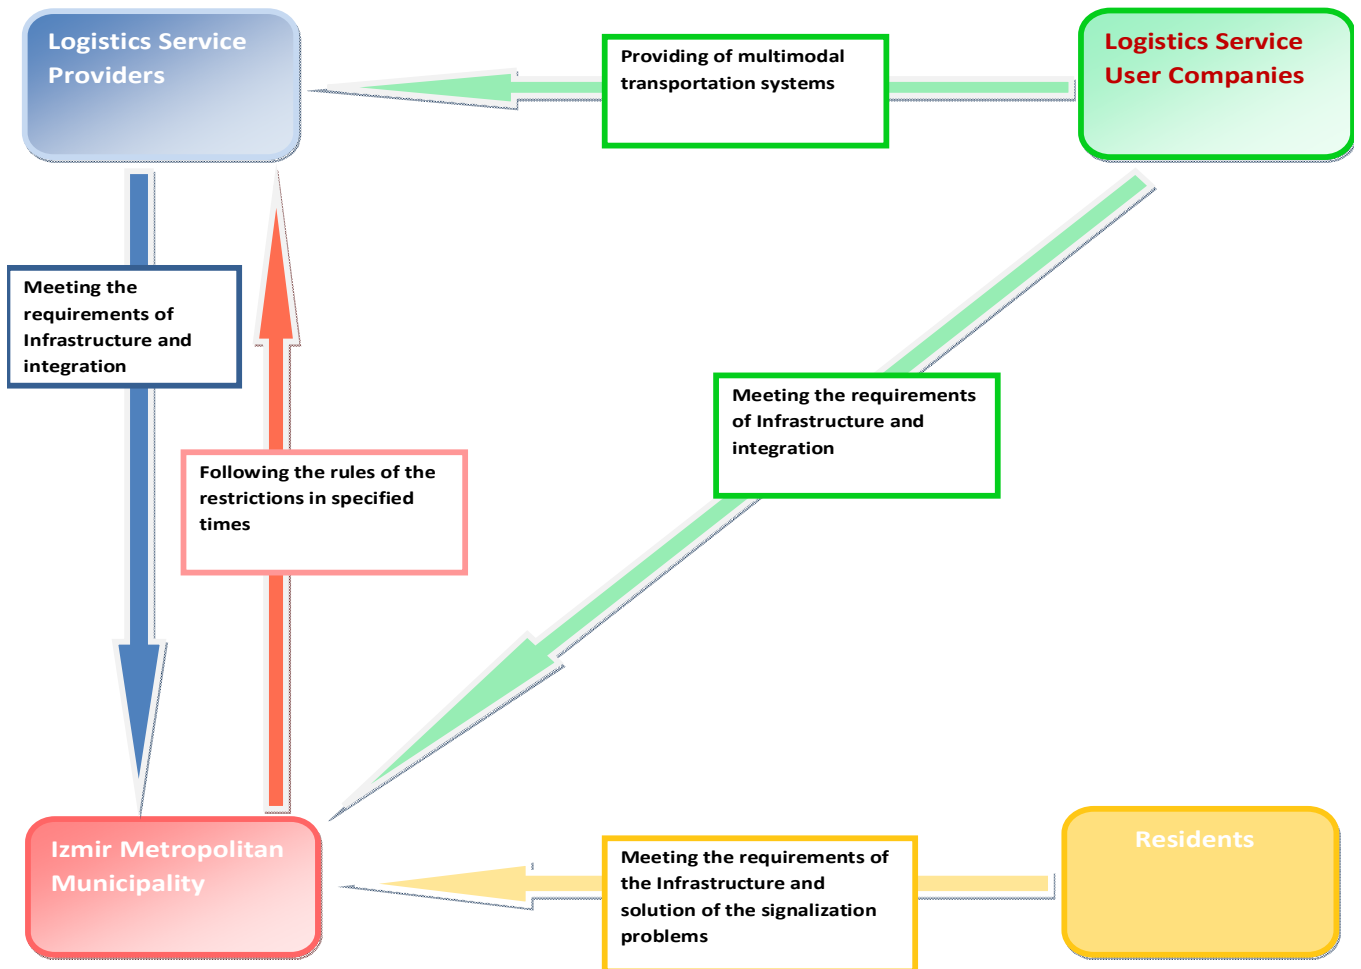 Logistics Service
Providers
Providing of multimodal
transportation systems
Logistics Service
User Companies
Meeting the
requirements of
Infrastructure and
integration
Following the rules of the
restrictions in specified
times
Meeting the requirements
of Infrastructure and
integration
Izmir Metropolitan
Municipality
Meeting the requirements of
the Infrastructure and
solution of the signalization
problems
Residents